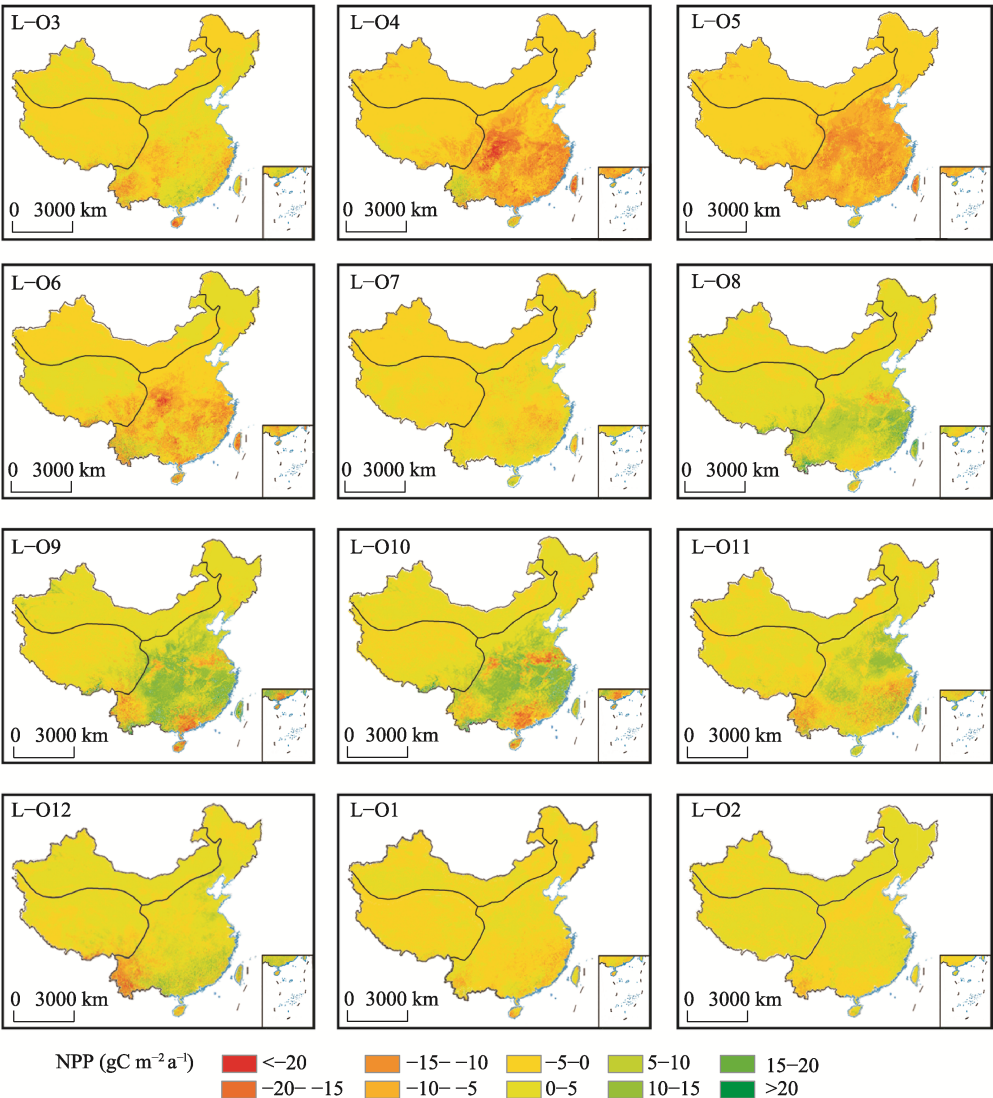 L−O3 L−O4 L−O5
0 3000 km 0 3000 km 0 3000 km
L−O6 L−O7 L−O8
0 3000 km 0 3000 km 0 3000 km
L−O9 L−O10 L−O11
0 3000 km 0 3000 km 0 3000 km
L−O12 L−O1 L−O2
0 3000 km 0 3000 km 0 3000 km
NPP (gC m⁻² a⁻¹) <−20 −15− −10 −5−0 5−10 15−20
−20− −15 −10− −5 0−5 10−15 >20